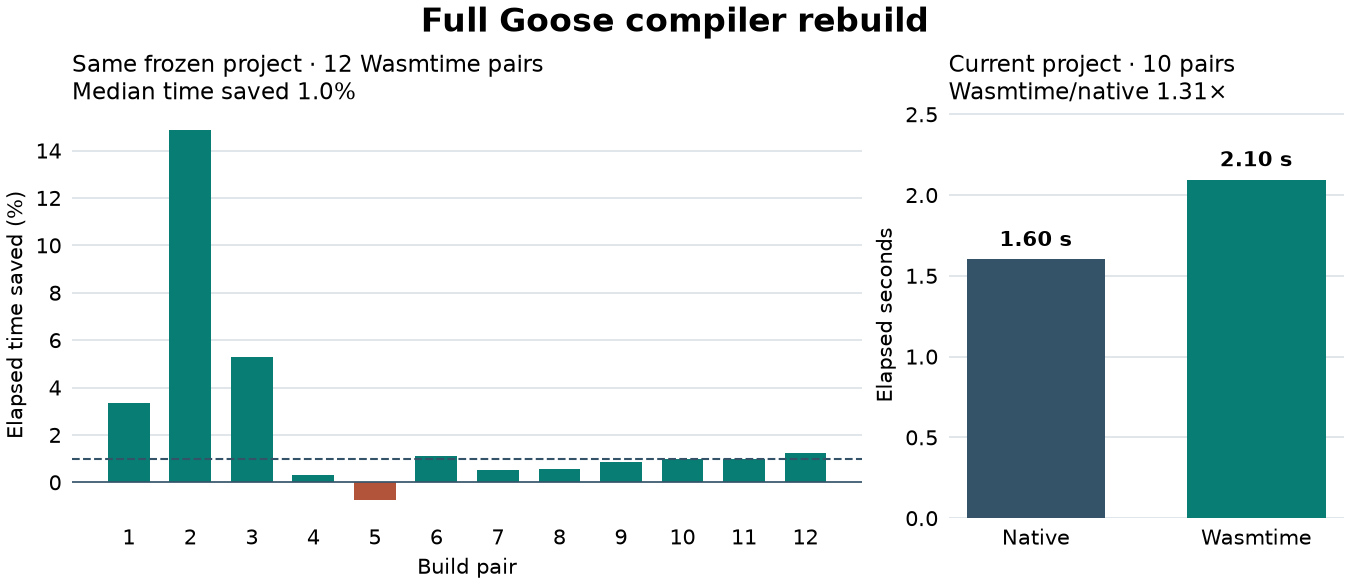 Full Goose compiler rebuild
Same frozen project · 12 Wasmtime pairs
Median time saved 1.0%
Elapsed time saved (%)
14
12
10
8
6
4
2
0
1 2 3 4 5 6 7 8 9 10 11 12
Build pair
Current project · 10 pairs
Wasmtime/native 1.31×
Elapsed seconds
2.5
2.0
1.5
1.0
0.5
0.0
1.60 s
2.10 s
Native Wasmtime